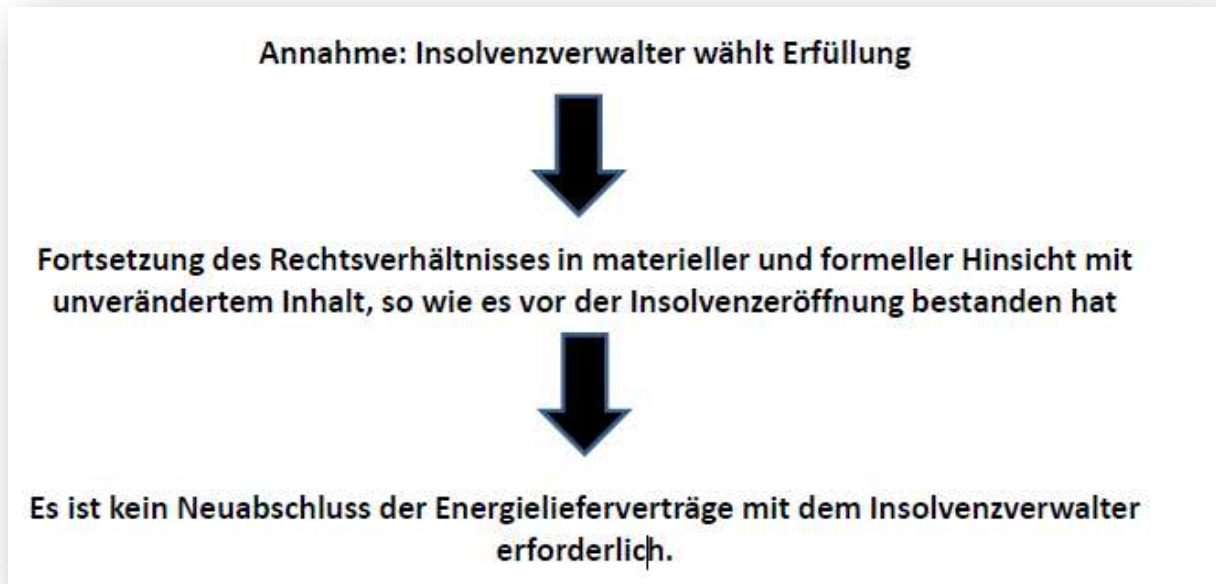 Annahme: Insolvenzverwalter wählt Erfüllung
Fortsetzung des Rechtsverhältnisses in materieller und formeller Hinsicht mit
unverändertem Inhalt, so wie es vor der Insolvenzeröffnung bestanden hat
Es ist kein Neuabschluss der Energielieferverträge mit dem Insolvenzverwalter
erforderlich.